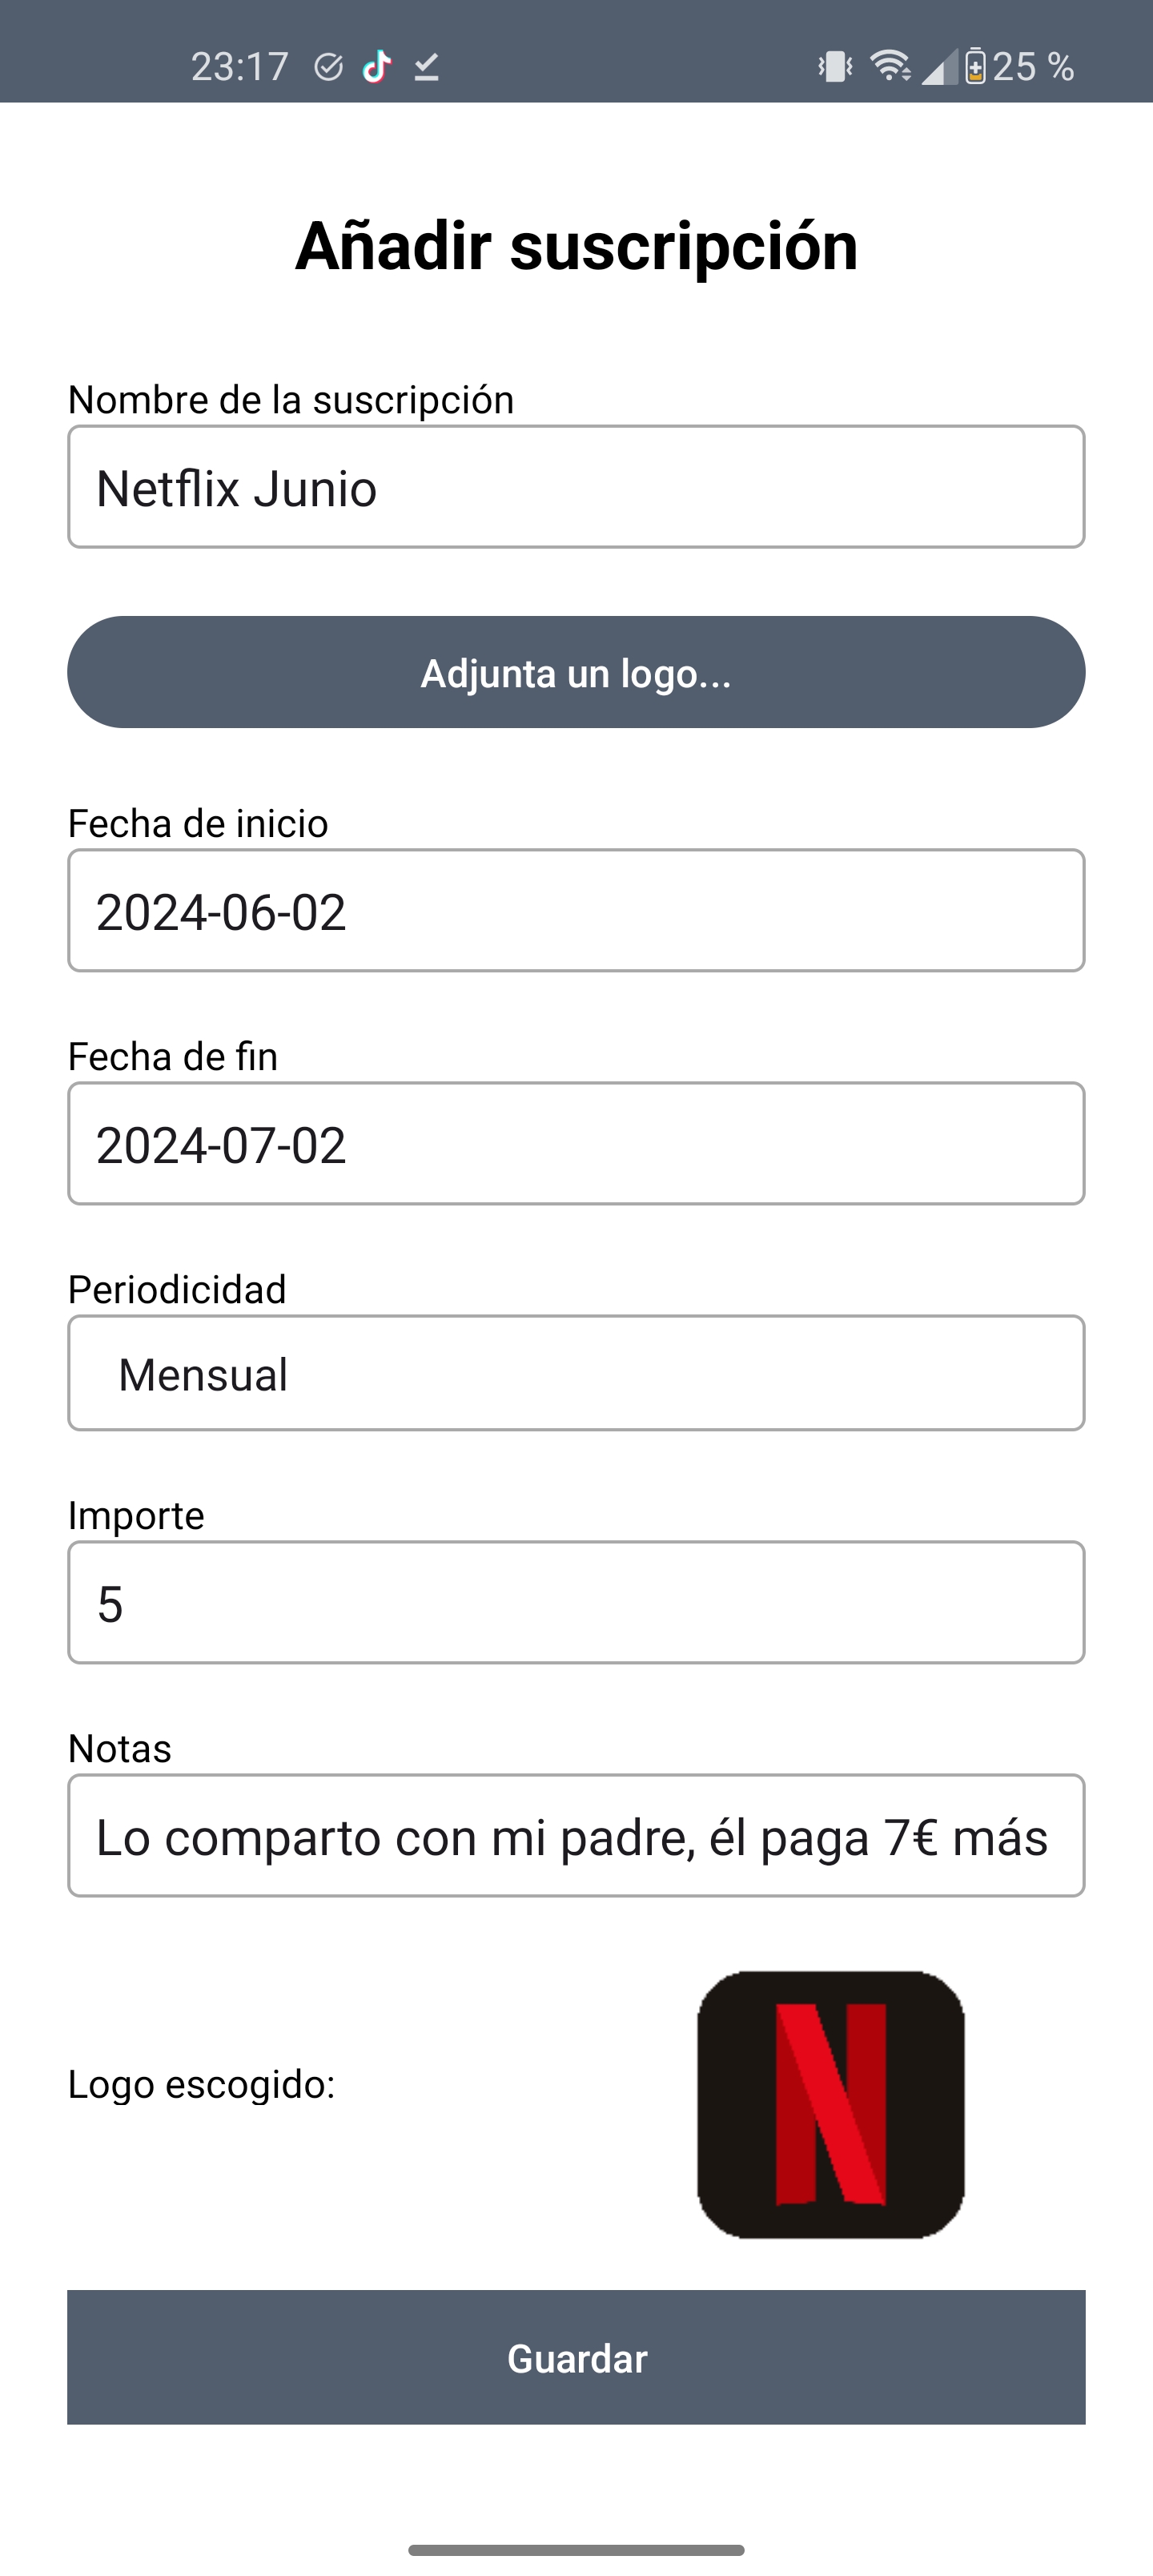 23:17 25 %
Añadir suscripción
Nombre de la suscripción
Netflix Junio
Adjunta un logo...
Fecha de inicio
2024-06-02
Fecha de fin
2024-07-02
Periodicidad
Mensual
Importe
5
Notas
Lo comparto con mi padre, él paga 7€ más
Logo escogido:
N
Guardar